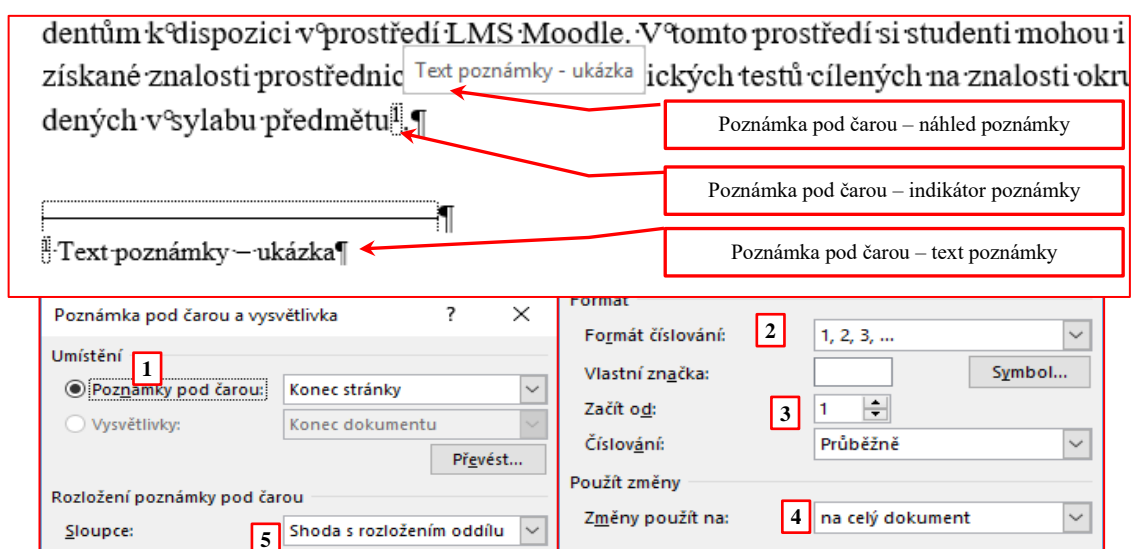 dentům k°dispozici v°prostředí LMS Moodle. V°tomto prostředí si studenti mohou i
získané znalosti prostřednic Text poznámky - ukázka ických testů cílených na znalosti okru
dených v°sylabu předmětu1.¶
Poznámka pod čarou – náhled poznámky
Poznámka pod čarou – indikátor poznámky
¶
1 Text poznámky – ukázka¶
Poznámka pod čarou – text poznámky
Poznámka pod čarou a vysvětlivka ? ×
Umístění
1
Poznámky pod čarou: Konec stránky
Vysvětlivky: Konec dokumentu
Převést...
Rozložení poznámky pod čarou
Sloupce: 5 Shoda s rozložením oddílu
Formát
Formát číslování: 2 1, 2, 3, ...
Vlastní značka: Symbol...
Začít od: 3 1
Číslování: Průběžně
Použít změny
Změny použít na: 4 na celý dokument